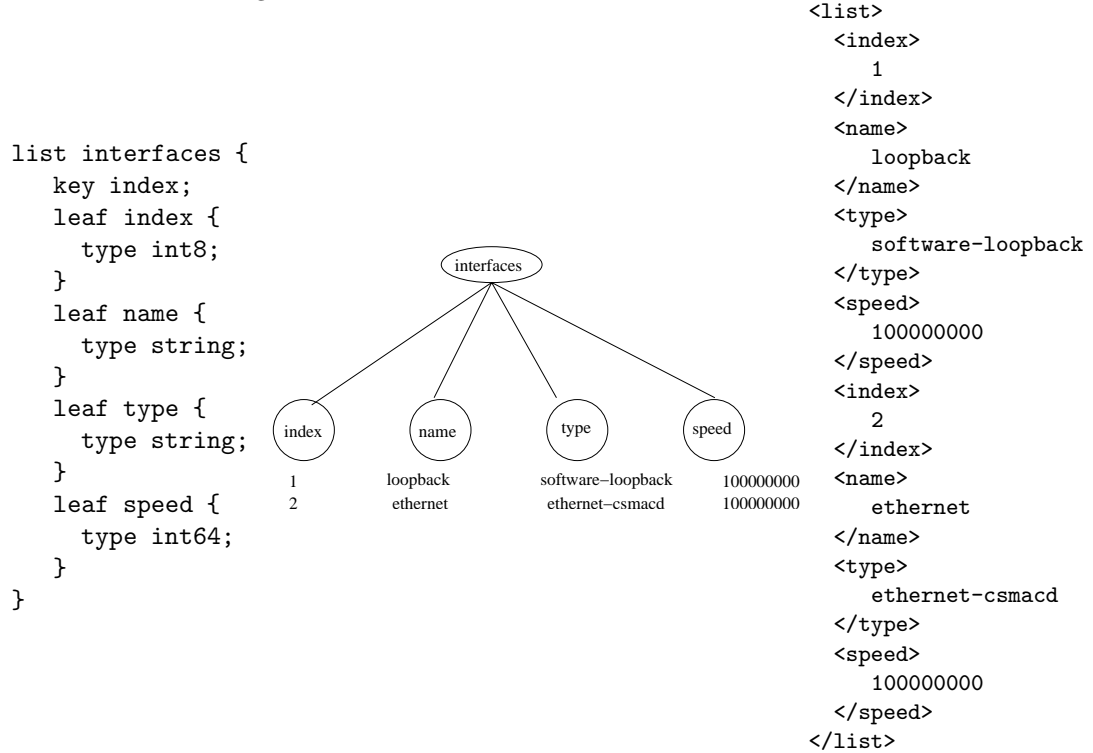 list interfaces {
key index;
leaf index {
type int8;
}
leaf name {
type string;
}
leaf type {
type string;
}
leaf speed {
type int64;
}
}
interfaces
index name type speed
1 loopback software−loopback 100000000
2 ethernet ethernet−csmacd 100000000
<list>
<index>
1
</index>
<name>
loopback
</name>
<type>
software-loopback
</type>
<speed>
100000000
</speed>
<index>
2
</index>
<name>
ethernet
</name>
<type>
ethernet-csmacd
</type>
<speed>
100000000
</speed>
</list>